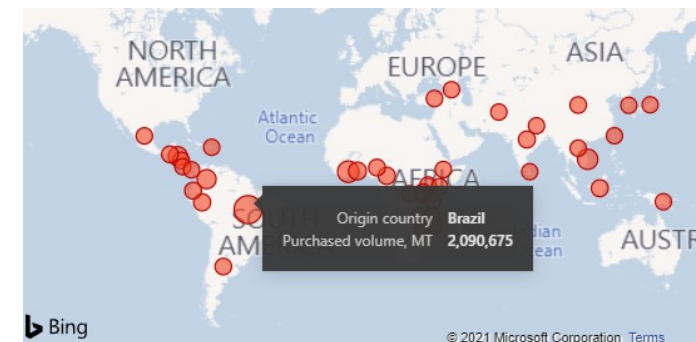 NORTH
AMERICA
EUROPE
ASIA
Atlantic
Ocean
AFRICA
Origin country Brazil
Purchased volume, MT 2,090,675
SOUTH
AM
dian
ean
AUSTR
Bing
© 2021 Microsoft Corporation Terms